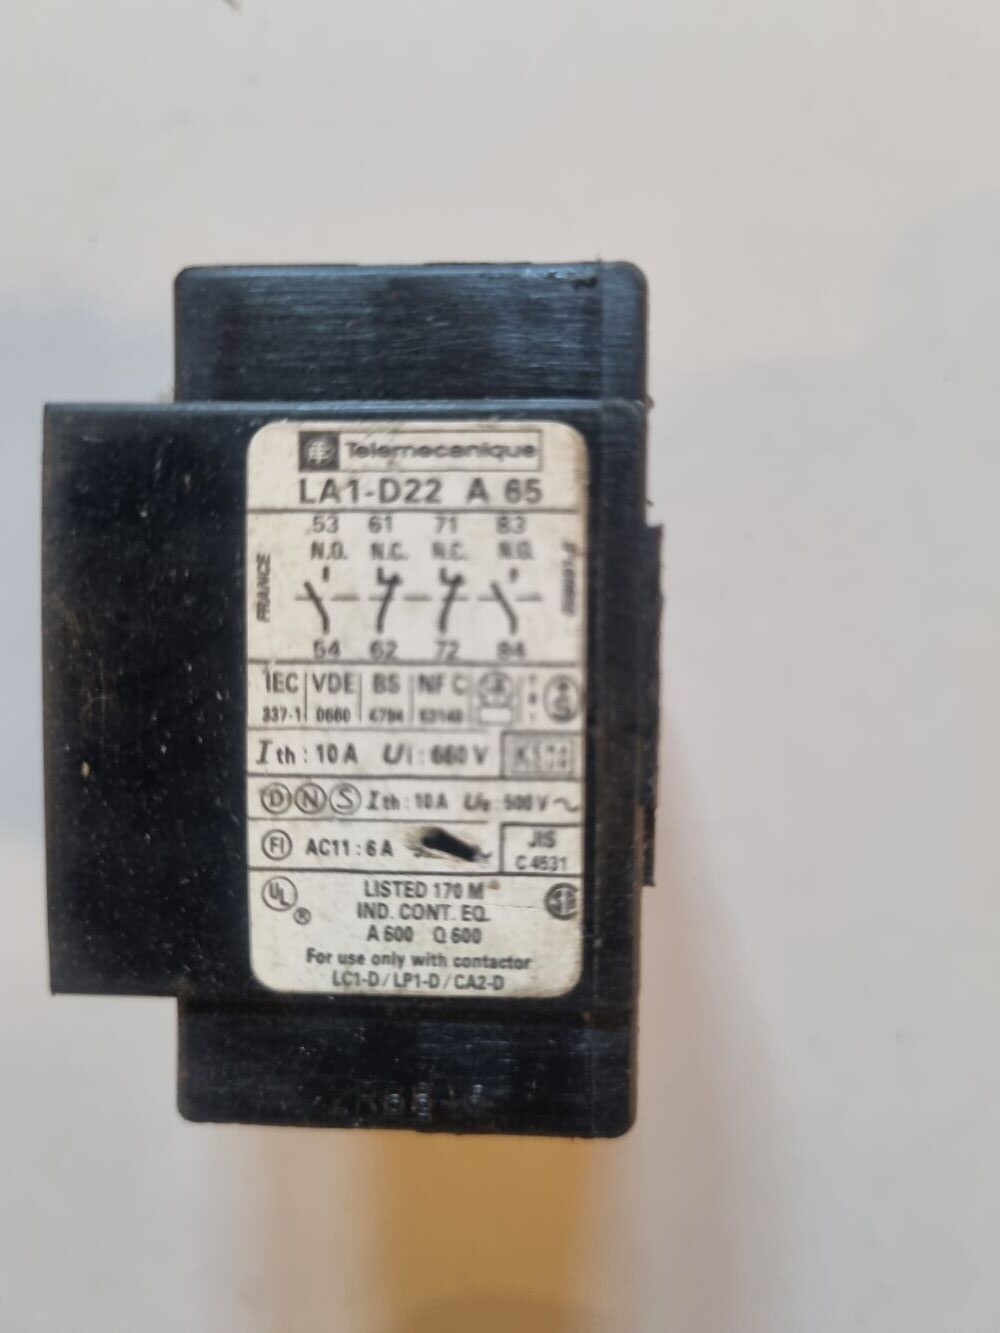 Telemecanique
LA1-D22 A 65
53 61 71 83
N.O. N.C. N.C. N.O.
FRANCE
54 62 72 84
IEC VDE BS NF C
337-1 0660
Ith : 10 A Ui : 660 V
D N S Ith : 10 A Ue : 500 V ~
FI AC11 : 6 A
JIS
C 4531
UL ® LISTED 170 M
IND. CONT. EQ.
A 600 Q 600
For use only with contactor
LC1-D / LP1-D / CA2-D